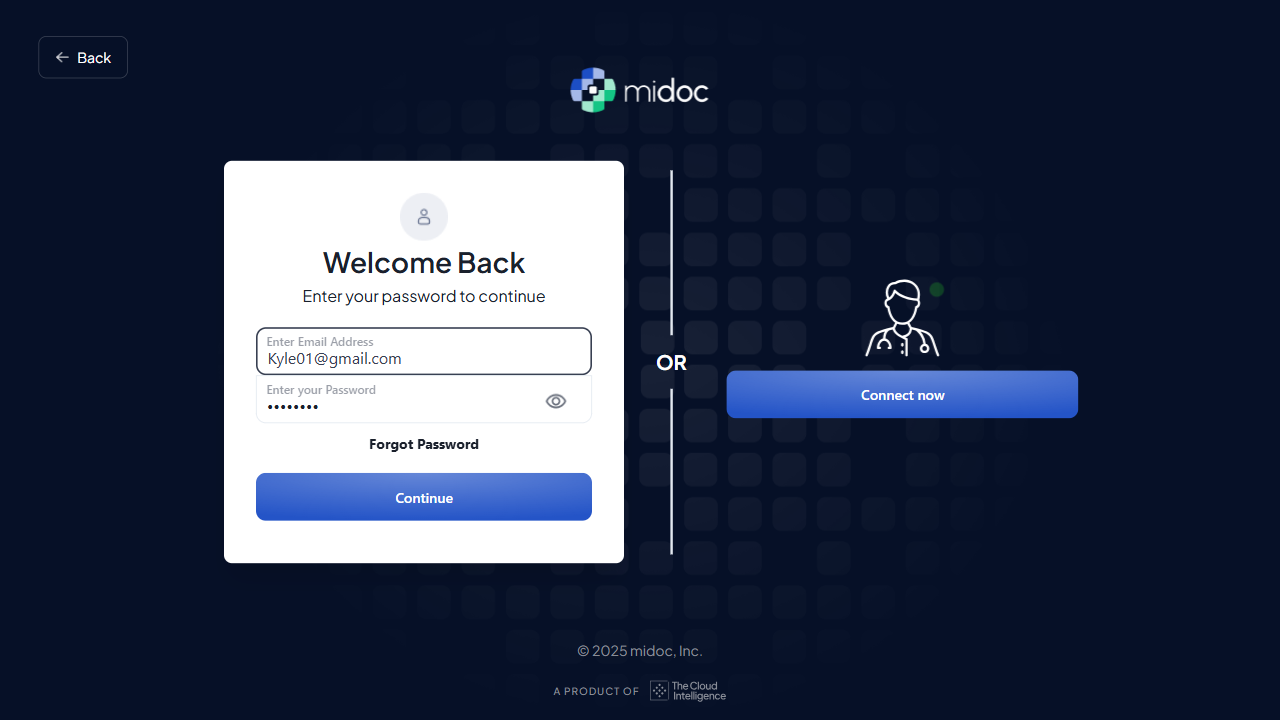 Back
midoc
Welcome Back
Enter your password to continue
Enter Email Address
Kyle01@gmail.com
Enter your Password
••••••••
Forgot Password
Continue
OR
Connect now
© 2025 midoc, Inc.
A PRODUCT OF The Cloud Intelligence